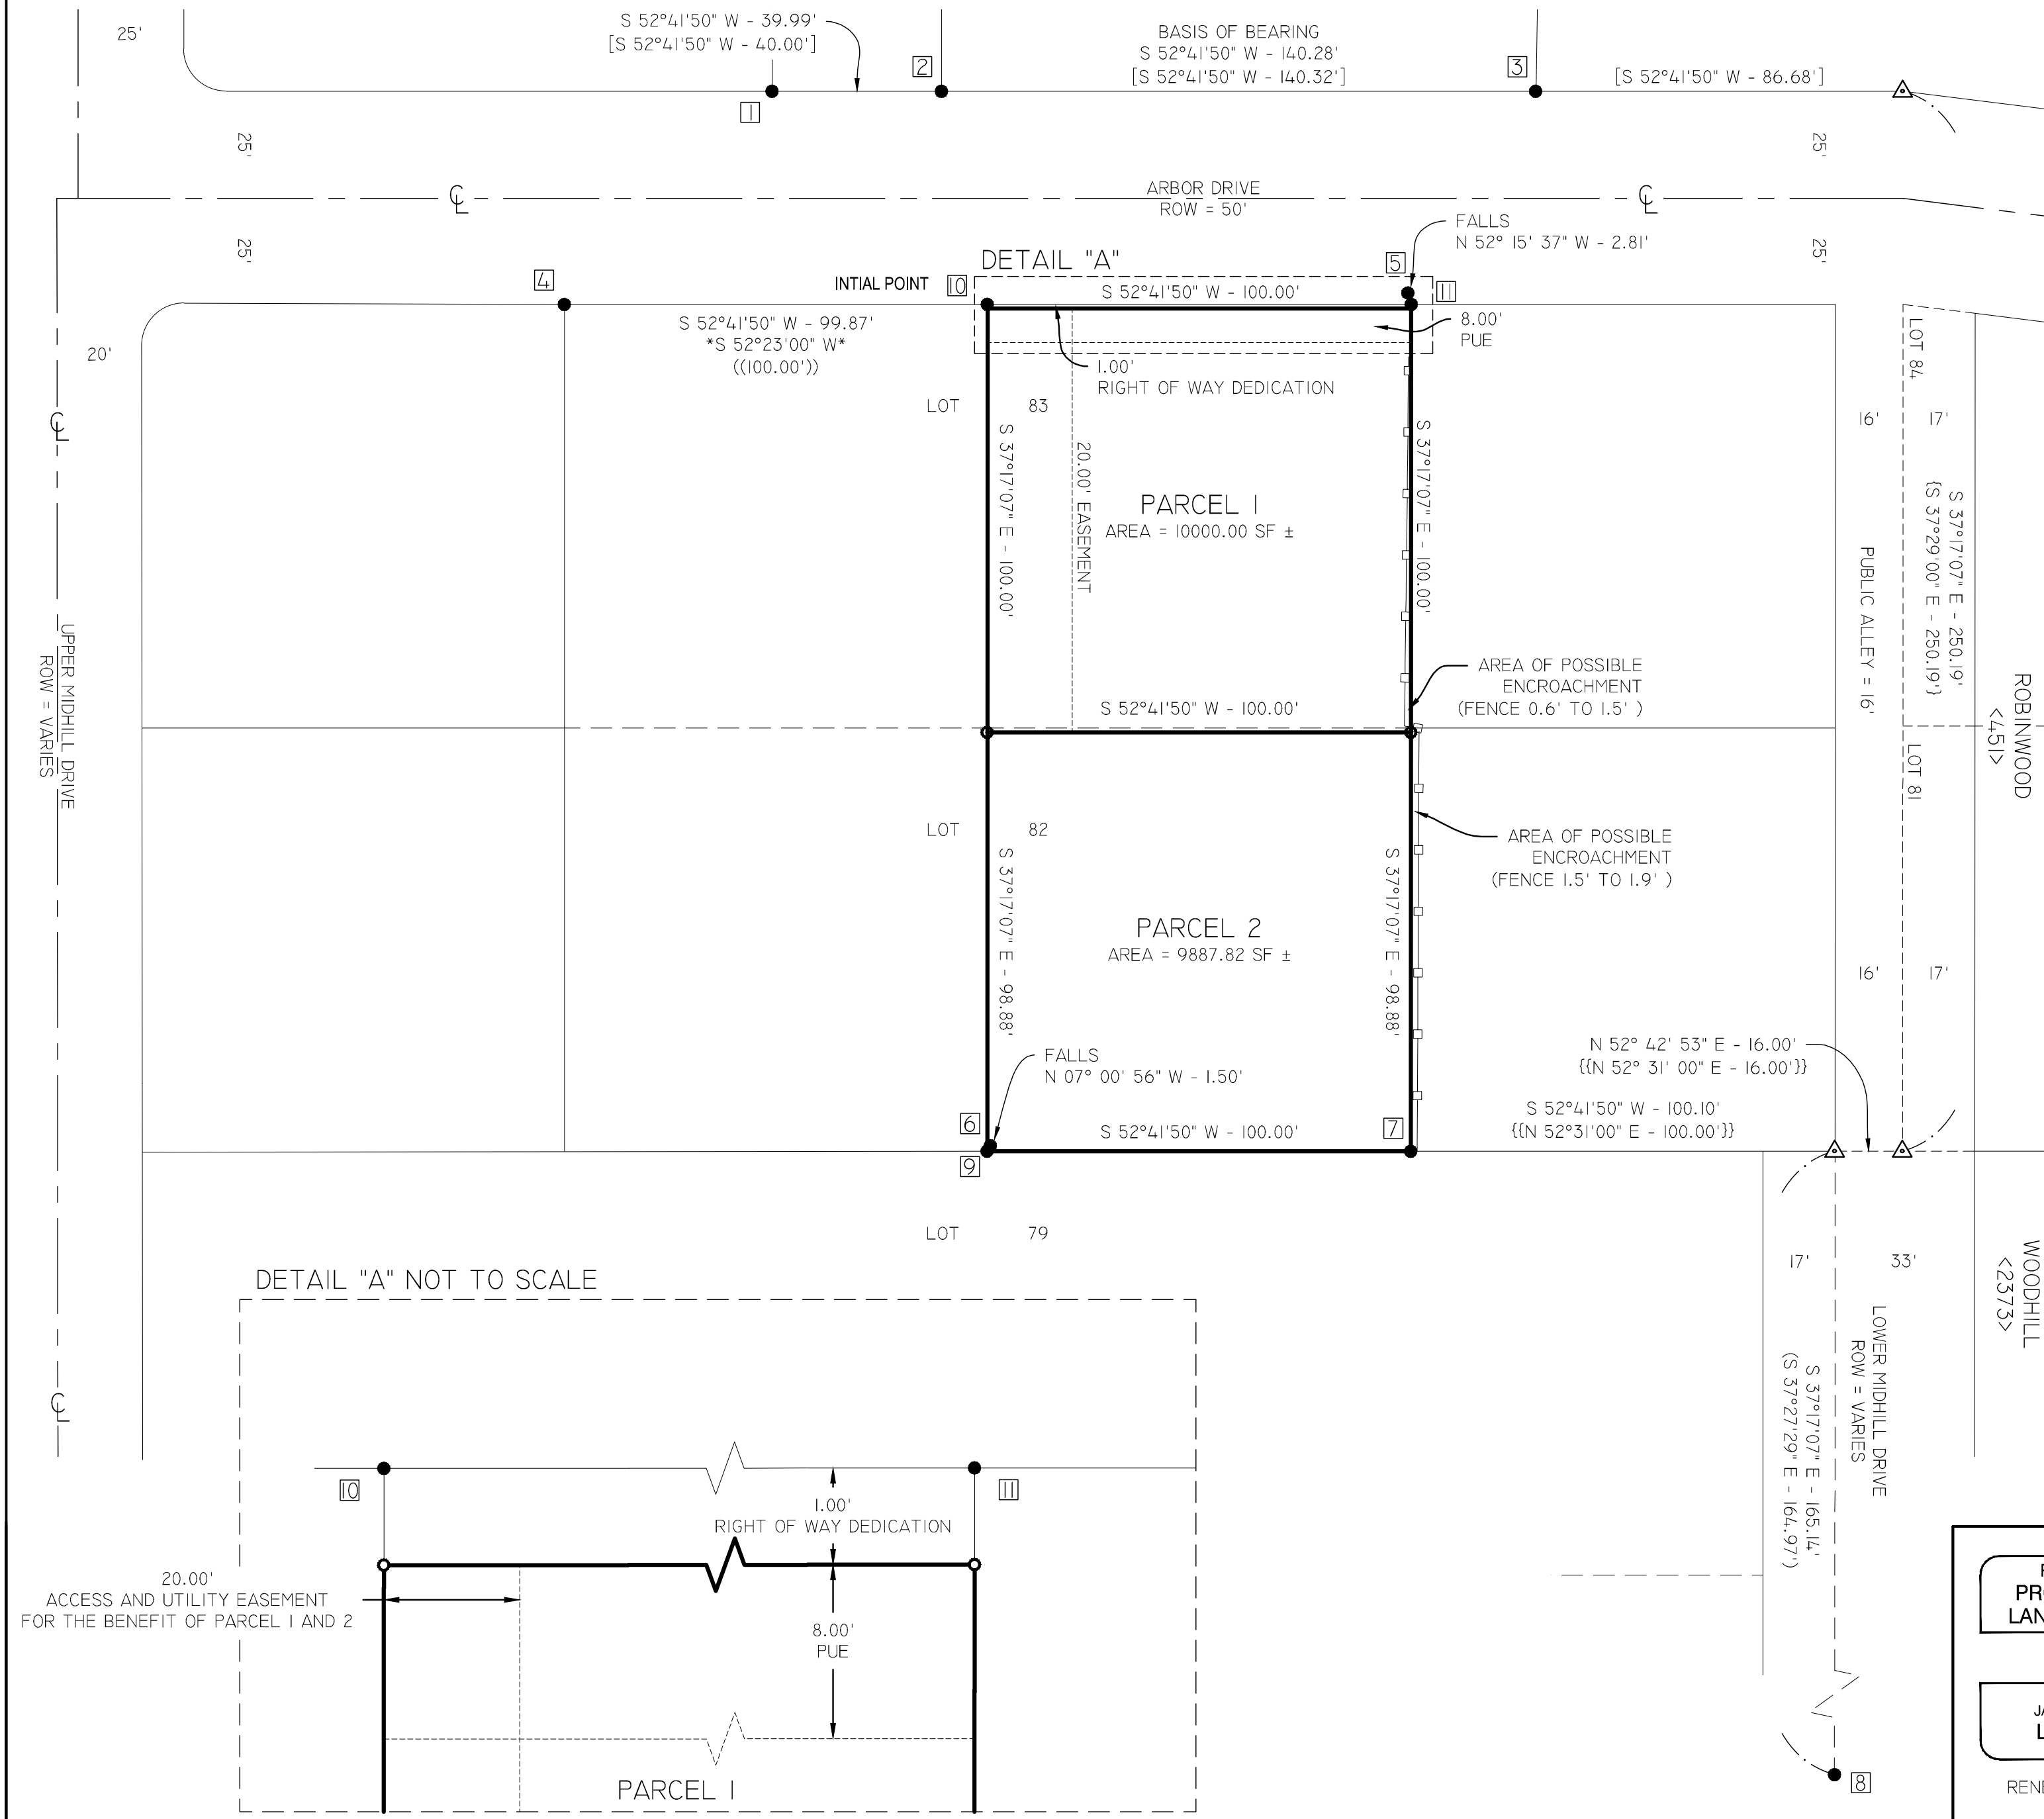 25'
S 52°41'50" W - 39.99'
[S 52°41'50" W - 40.00']
1
2
BASIS OF BEARING
S 52°41'50" W - 140.28'
[S 52°41'50" W - 140.32']
3
[S 52°41'50" W - 86.68']
25'
25'
ARBOR DRIVE
ROW = 50'
25'
25'
FALLS
N 52° 15' 37" W - 2.81'
DETAIL "A"
4
INTIAL POINT
10
S 52°41'50" W - 100.00'
5
11
S 52°41'50" W - 99.87'
*S 52°23'00" W*
((100.00'))
8.00'
PUE
1.00'
RIGHT OF WAY DEDICATION
20'
LOT 83
S 37°17'07" E - 100.00'
20.00' EASEMENT
S 37°17'07" E - 100.00'
PARCEL 1
AREA = 10000.00 SF ±
LOT 84
16'
17'
PUBLIC ALLEY = 16'
S 37°17'07" E - 250.19'
{S 37°29'00" E - 250.19'}
ROBINWOOD
<451>
UPPER MIDHILL DRIVE
ROW = VARIES
AREA OF POSSIBLE
ENCROACHMENT
(FENCE 0.6' TO 1.5' )
S 52°41'50" W - 100.00'
LOT 81
LOT 82
AREA OF POSSIBLE
ENCROACHMENT
(FENCE 1.5' TO 1.9' )
S 37°17'07" E - 98.88'
S 37°17'07" E - 98.88'
PARCEL 2
AREA = 9887.82 SF ±
16'
17'
FALLS
N 07° 00' 56" W - 1.50'
N 52° 42' 53" E - 16.00'
{{N 52° 31' 00" E - 16.00'}}
6
S 52°41'50" W - 100.00'
7
S 52°41'50" W - 100.10'
{{N 52°31'00" E - 100.00'}}
9
LOT 79
17'
33'
WOODHILL
<2373>
LOWER MIDHILL DRIVE
ROW = VARIES
S 37°17'07" E - 165.14'
(S 37°27'29" E - 164.97')
8
DETAIL "A" NOT TO SCALE
10
11
1.00'
RIGHT OF WAY DEDICATION
20.00'
ACCESS AND UTILITY EASEMENT
FOR THE BENEFIT OF PARCEL 1 AND 2
8.00'
PUE
PARCEL 1